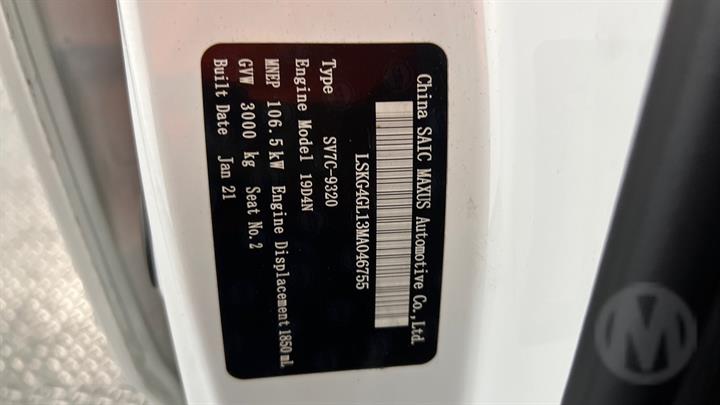 China SAIC MAXUS Automotive Co.,Ltd.
LSKG4GL13MA046755
Type SV7C-9320
Engine Model 19D4N
MNEP 106.5kW Engine Displacement 1850mL
GVW 3000 kg Seat No.2
Built Date Jan 21
M